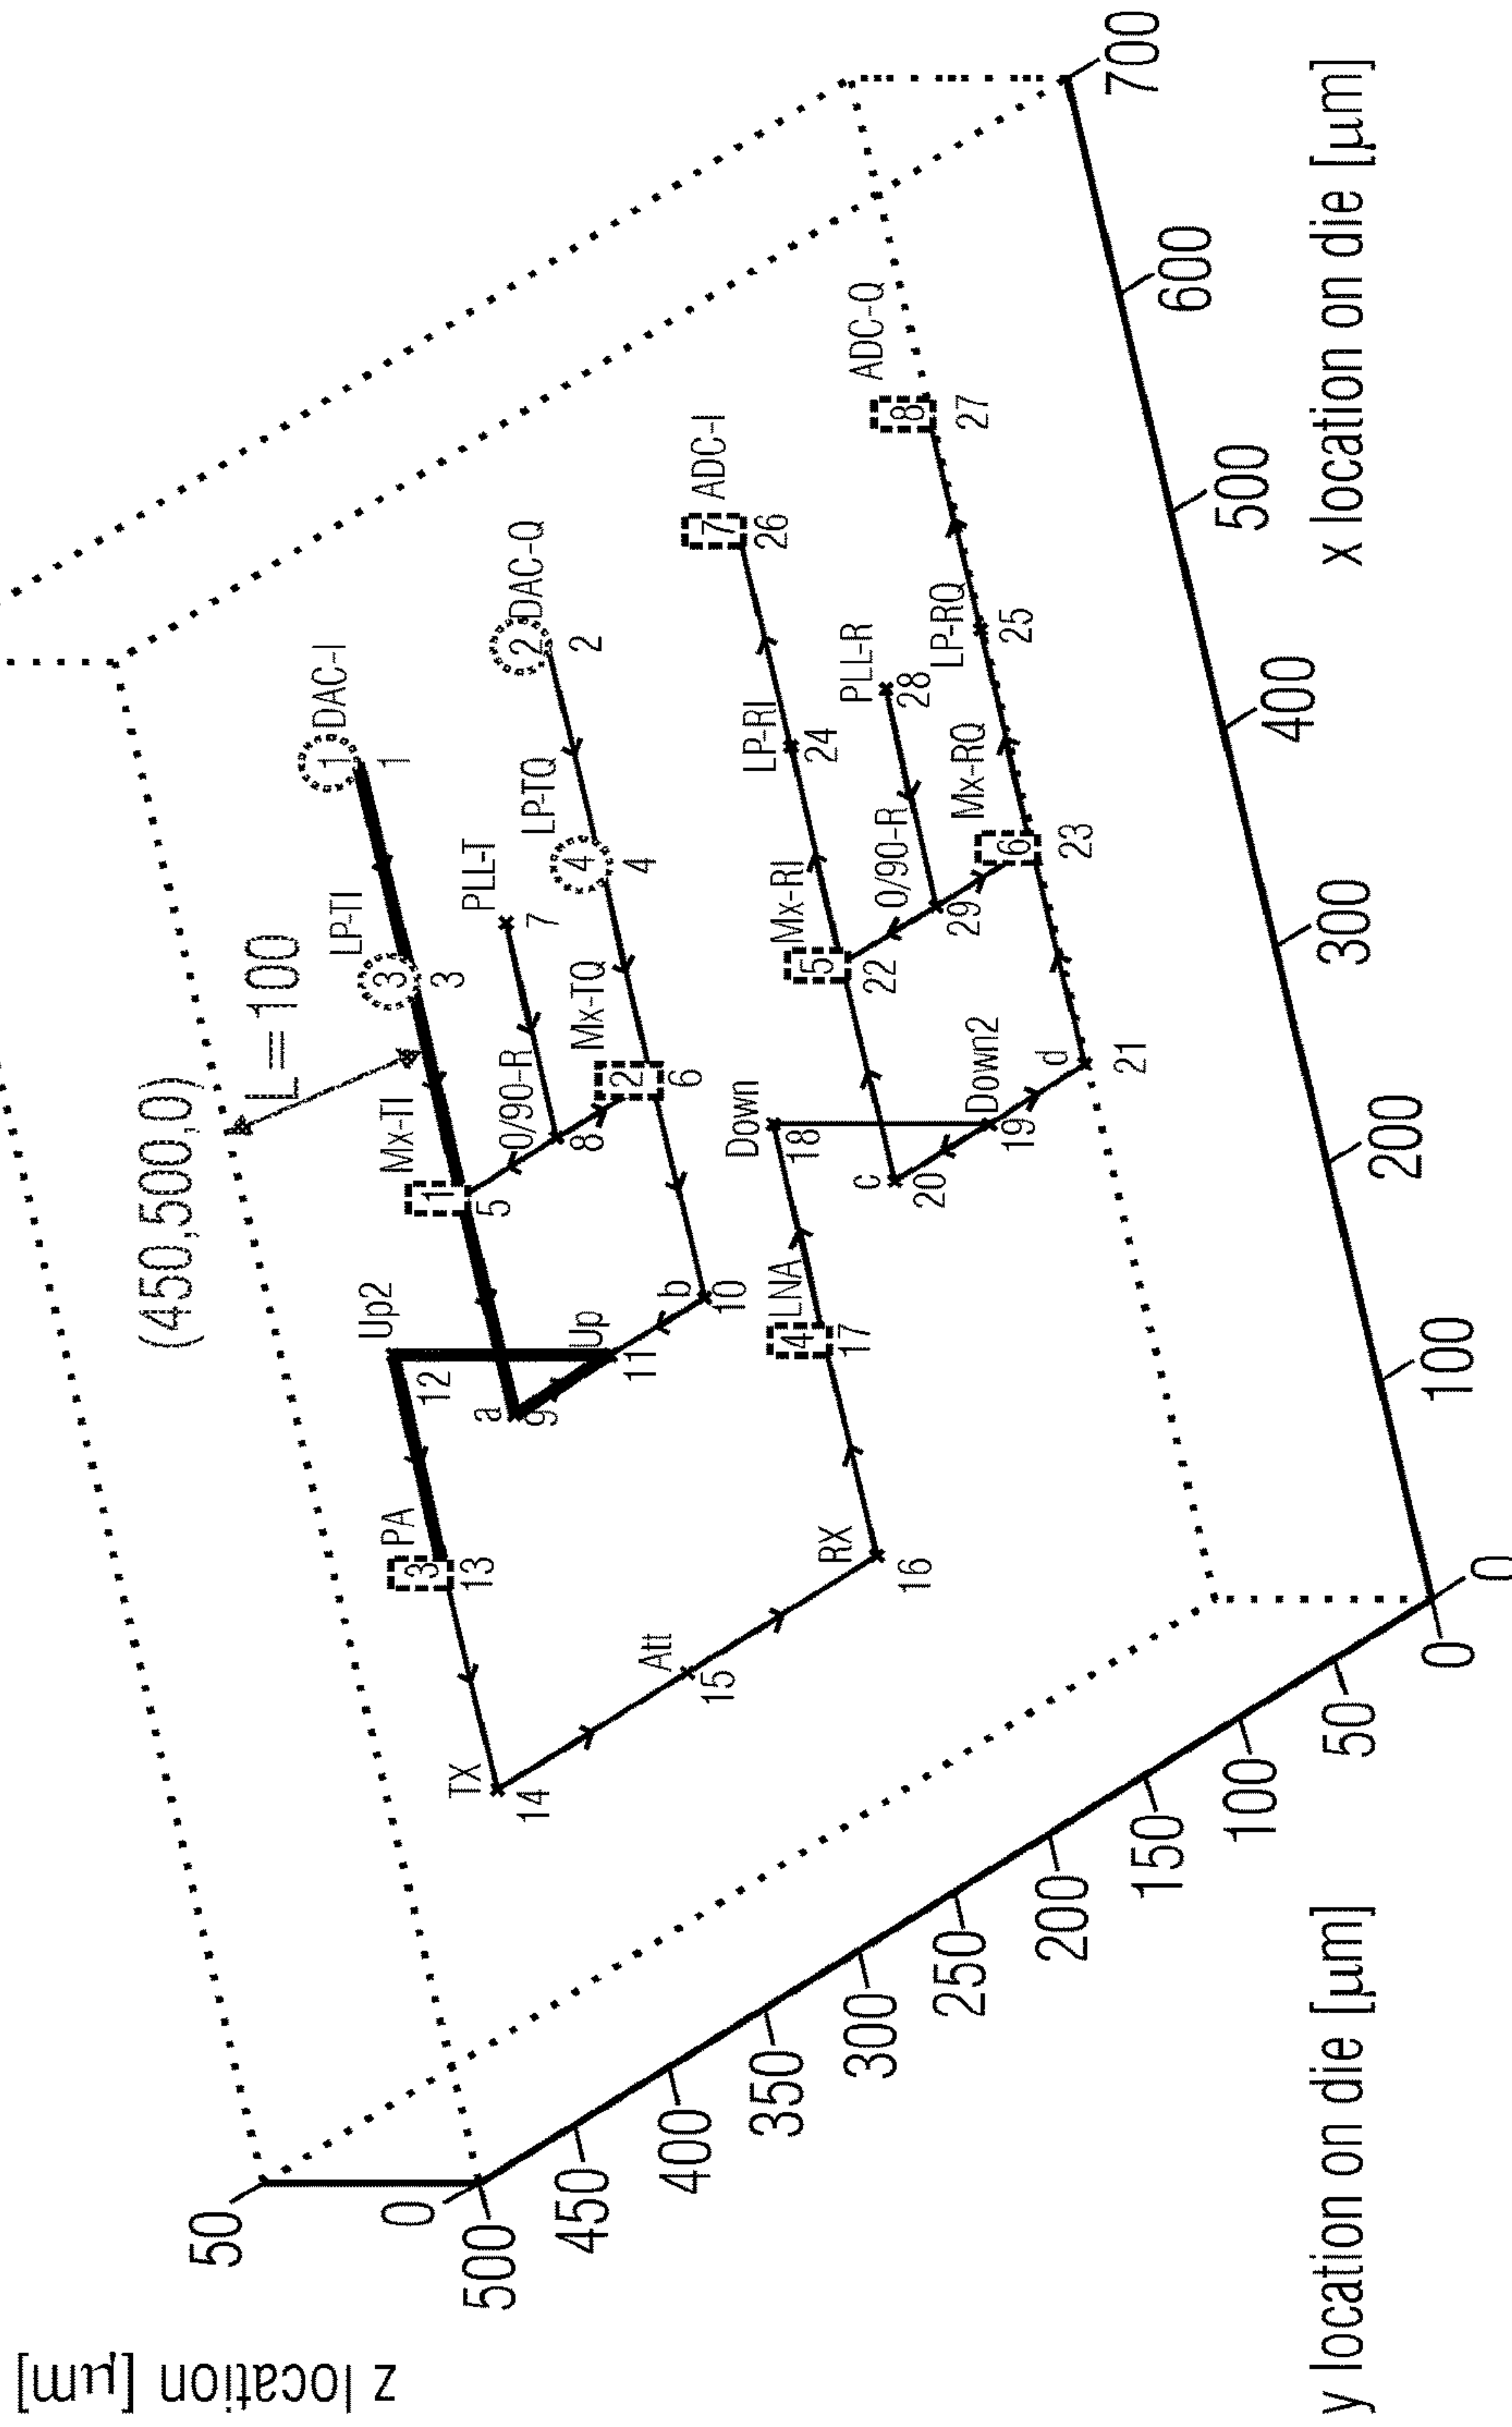 z location [µm]
50
0
500
450
400
350
300
250
200
150
100
50
0
y location on die [µm]
0
100
200
300
400
500
600
700
x location on die [µm]
(450,500,0)
L=100
1
DAC-I
1
LP-TI
3
3
Mx-TI
1
5
2
DAC-Q
2
LP-TQ
4
4
Mx-TQ
2
6
PLL-T
7
0/90-R
8
a
9
b
10
Up
11
Up2
12
PA
3
13
TX
14
Att
15
RX
16
LNA
4
17
Down
18
Down2
19
c
20
d
21
Mx-RI
5
22
Mx-RQ
6
23
LP-RI
24
LP-RQ
25
7
ADC-I
26
8
ADC-Q
27
PLL-R
28
0/90-R
29